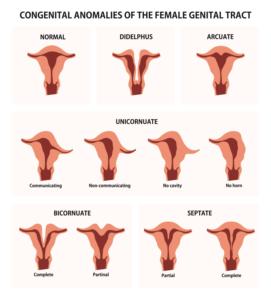 CONGENITAL ANOMALIES OF THE FEMALE GENITAL TRACT
NORMAL
DIDELPHUS
ARCUATE
UNICORNUATE
Communicating
Non-communicating
No cavity
No horn
BICORNUATE
SEPTATE
Complete
Partinal
Partial
Complete